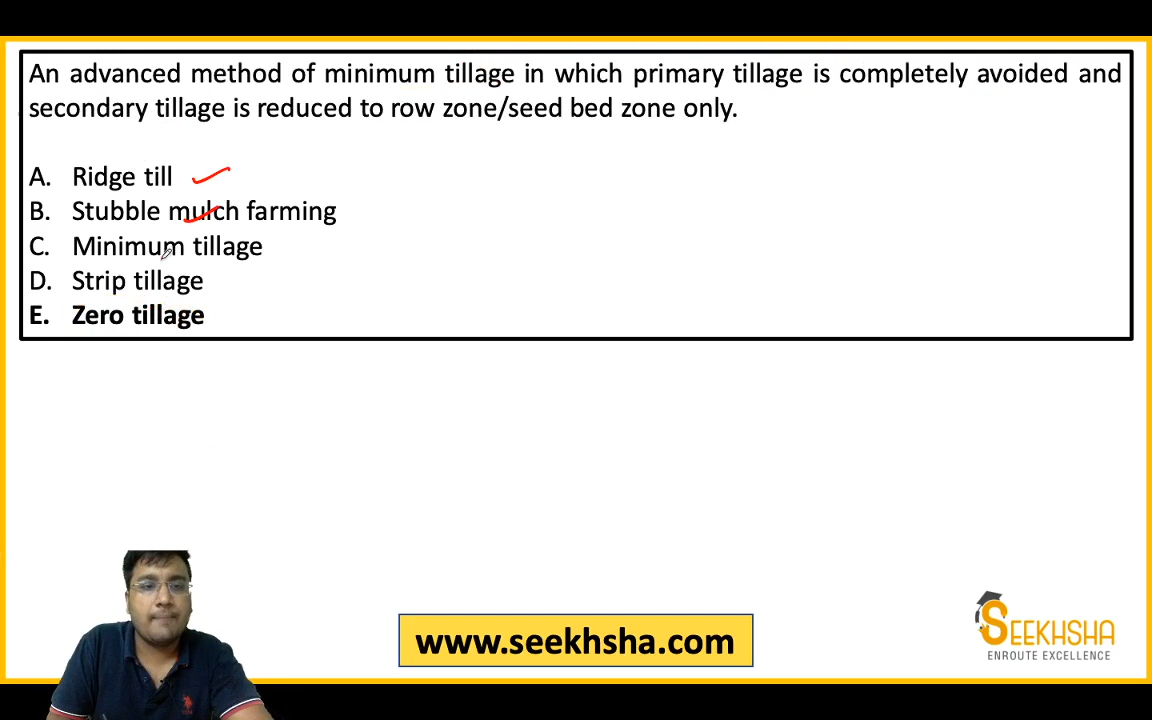 An advanced method of minimum tillage in which primary tillage is completely avoided and
secondary tillage is reduced to row zone/seed bed zone only.
A. Ridge till
B. Stubble mulch farming
C. Minimum tillage
D. Strip tillage
E. Zero tillage
www.seekhsha.com
SEEKHSHA
ENROUTE EXCELLENCE